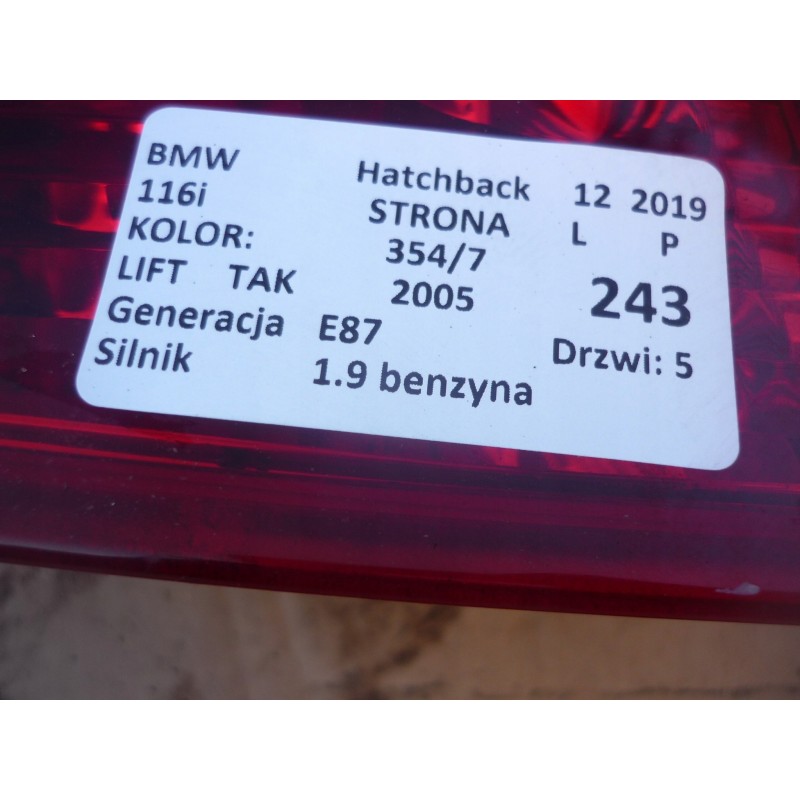 BMW Hatchback 12 2019
116i STRONA L P
KOLOR: 354/7
LIFT TAK 2005 243
Generacja E87 Drzwi: 5
Silnik 1.9 benzyna